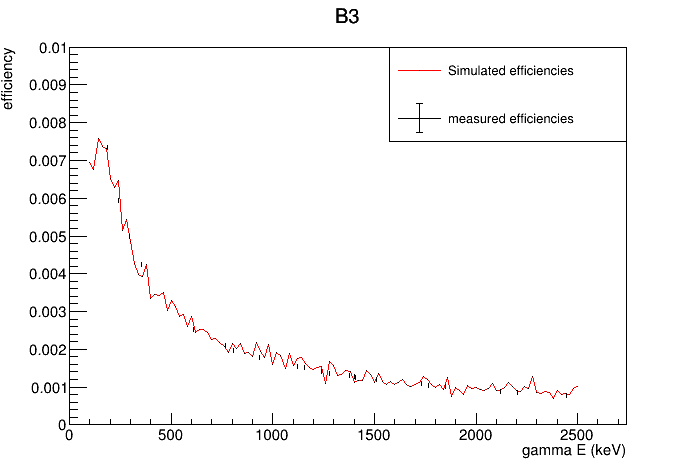 B3
efficiency
0.01
0.009
0.008
0.007
0.006
0.005
0.004
0.003
0.002
0.001
0
Simulated efficiencies
measured efficiencies
0 500 1000 1500 2000 2500
gamma E (keV)